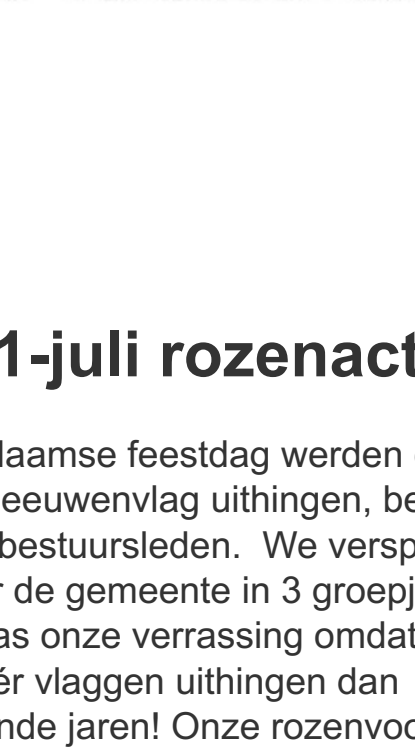 1-juli rozenact
laamse feestdag werden
eeuwenvlag uithingen, be
bestuursleden. We versp
r de gemeente in 3 groepj
as onze verrassing omdat
ér vlaggen uithingen dan
nde jaren! Onze rozenvoo